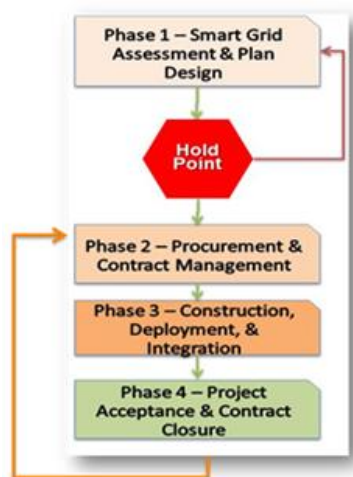 Phase 1 – Smart Grid
Assessment & Plan
Design
Hold
Point
Phase 2 – Procurement &
Contract Management
Phase 3 – Construction,
Deployment, &
Integration
Phase 4 – Project
Acceptance & Contract
Closure